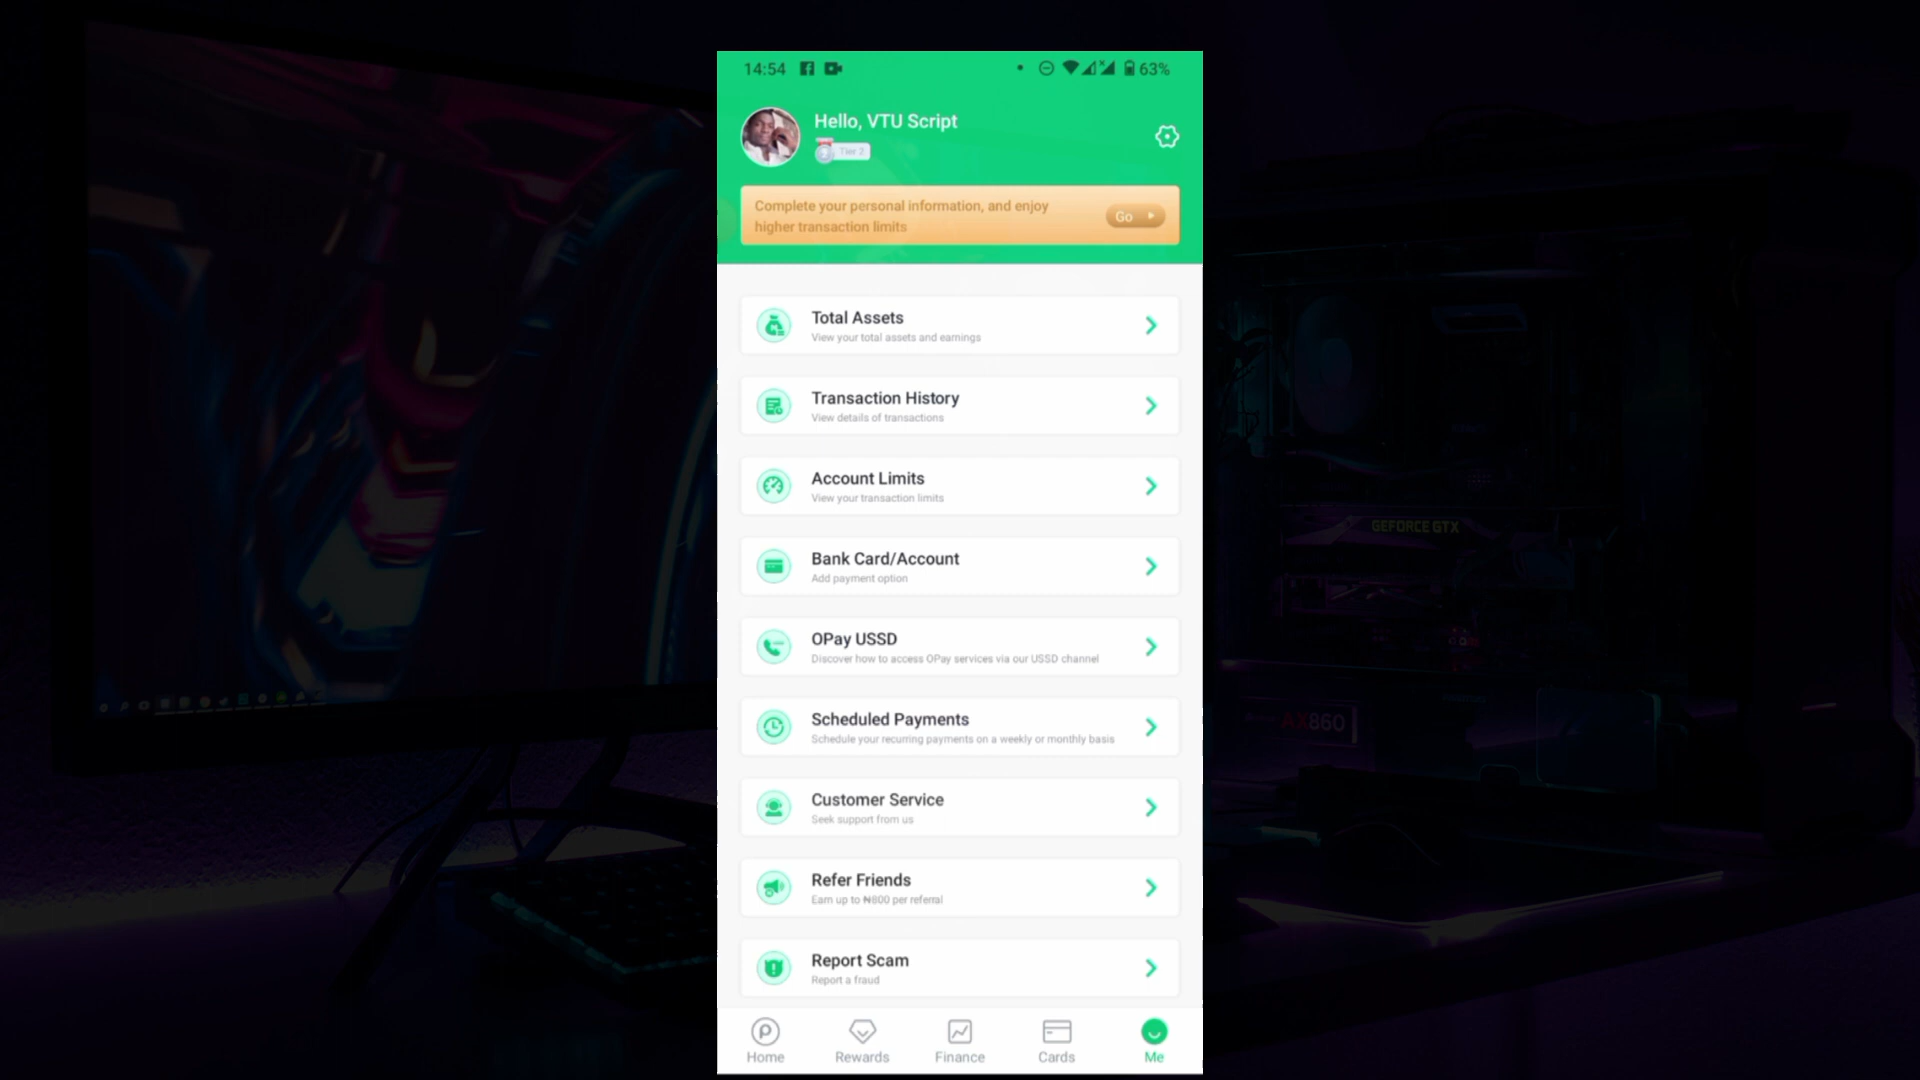 14:54
63%
Hello, VTU Script
Tier 2
Complete your personal information, and enjoy
higher transaction limits
Go
Total Assets
View your total assets and earnings
Transaction History
View details of transactions
Account Limits
View your transaction limits
GEFORCE GTX
Bank Card/Account
Add payment option
OPay USSD
Discover how to access OPay services via our USSD channel
Scheduled Payments
Schedule your recurring payments on a weekly or monthly basis
AX860
Customer Service
Seek support from us
Refer Friends
Earn up to ₦800 per referral
Report Scam
Report a fraud
Home
Rewards
Finance
Cards
Me